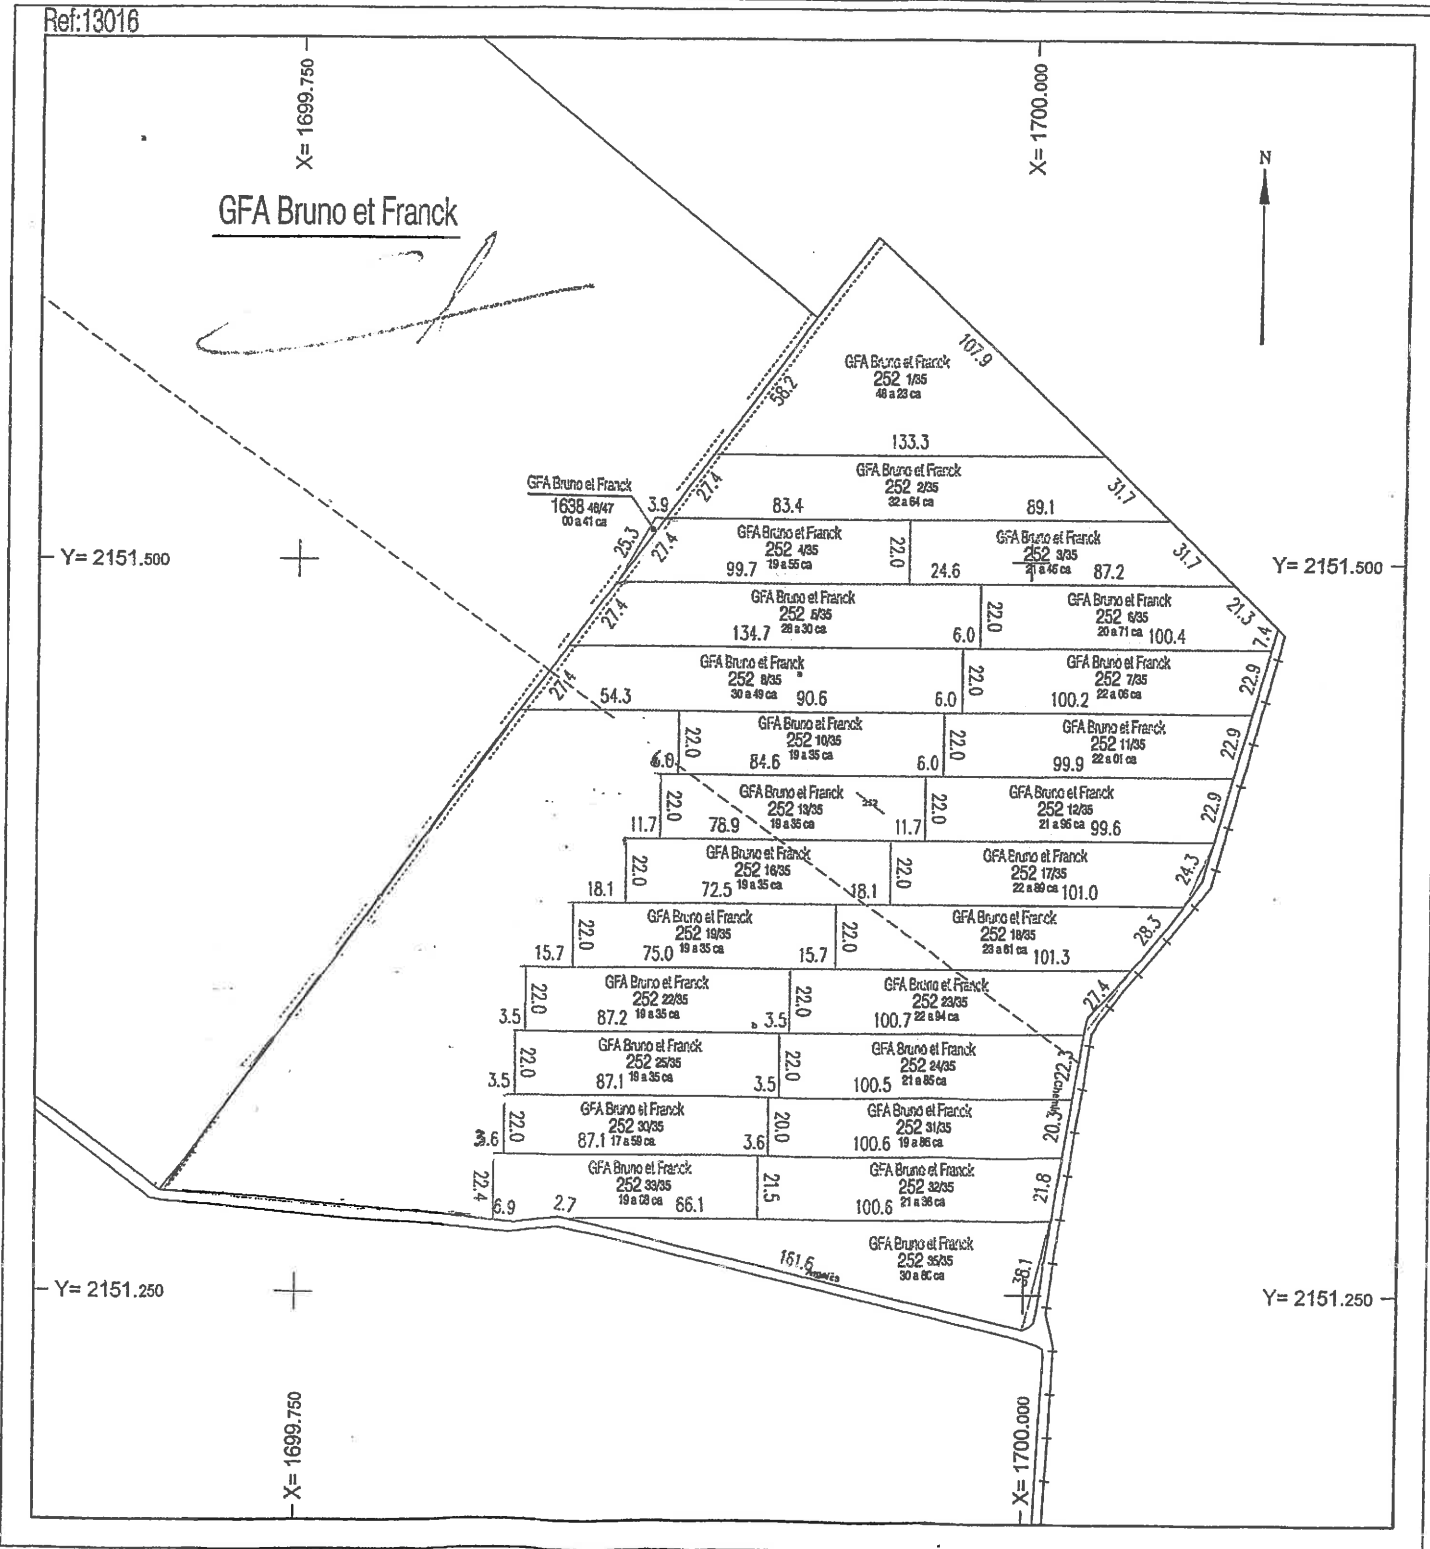 Ref:13016
X= 1699.750
X= 1700.000
N
GFA Bruno et Franck
107.9
GFA Bruno et Franck
252 1/35
48 a 23 ca
58.2
133.3
GFA Bruno et Franck
252 2/35
32 a 64 ca
27.4
31.7
83.4
89.1
GFA Bruno et Franck
1638 46/47
00 a 41 ca
3.9
25.3
27.4
GFA Bruno et Franck
252 4/35
19 a 55 ca
99.7
22.0
GFA Bruno et Franck
252 3/35
21 a 46 ca
24.6
87.2
31.7
Y= 2151.500
Y= 2151.500
27.4
GFA Bruno et Franck
252 5/35
28 a 30 ca
134.7
6.0
22.0
GFA Bruno et Franck
252 6/35
20 a 71 ca
100.4
21.3
7.4
27.4
GFA Bruno et Franck
252 8/35
30 a 49 ca
54.3
90.6
6.0
22.0
GFA Bruno et Franck
252 7/35
22 a 06 ca
100.2
22.9
GFA Bruno et Franck
252 10/35
19 a 35 ca
6.0
22.0
84.6
6.0
22.0
GFA Bruno et Franck
252 11/35
22 a 01 ca
99.9
22.9
GFA Bruno et Franck
252 13/35
19 a 35 ca
11.7
22.0
78.9
252
11.7
22.0
GFA Bruno et Franck
252 12/35
21 a 95 ca
99.6
22.9
GFA Bruno et Franck
252 16/35
19 a 35 ca
18.1
22.0
72.5
18.1
22.0
GFA Bruno et Franck
252 17/35
22 a 89 ca
101.0
24.3
GFA Bruno et Franck
252 19/35
19 a 35 ca
15.7
22.0
75.0
15.7
22.0
GFA Bruno et Franck
252 18/35
23 a 61 ca
101.3
28.3
GFA Bruno et Franck
252 22/35
19 a 35 ca
3.5
22.0
87.2
3.5
22.0
GFA Bruno et Franck
252 23/35
22 a 94 ca
100.7
27.4
GFA Bruno et Franck
252 25/35
19 a 35 ca
3.5
22.0
87.1
3.5
22.0
GFA Bruno et Franck
252 24/35
21 a 85 ca
100.5
22.3
Chemin
GFA Bruno et Franck
252 30/35
17 a 59 ca
3.6
22.0
87.1
3.6
20.0
GFA Bruno et Franck
252 31/35
19 a 86 ca
100.6
20.3
GFA Bruno et Franck
252 33/35
19 a 08 ca
22.4
6.9
2.7
66.1
21.5
GFA Bruno et Franck
252 32/35
21 a 36 ca
100.6
21.8
161.6
GFA Bruno et Franck
252 35/35
30 a 80 ca
38.1
Y= 2151.250
Y= 2151.250
X= 1699.750
X= 1700.000